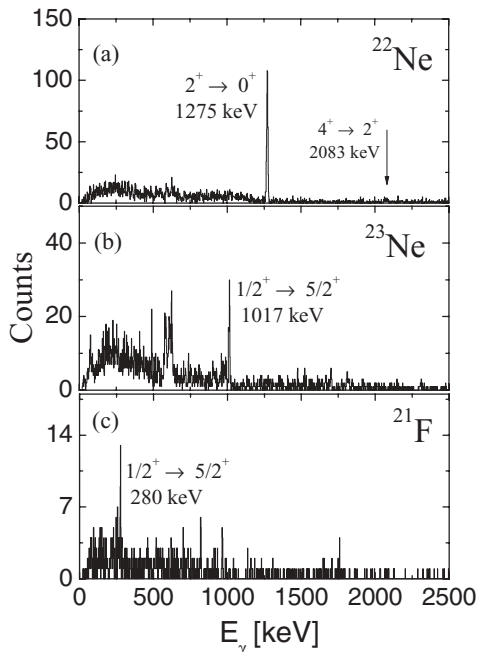 150
(a)
²²Ne
100
2⁺ → 0⁺
1275 keV
4⁺ → 2⁺
2083 keV
50
0
(b)
²³Ne
40
1/2⁺ → 5/2⁺
1017 keV
20
0
Counts
(c)
²¹F
14
1/2⁺ → 5/2⁺
280 keV
7
0
0 500 1000 1500 2000 2500
E_γ [keV]